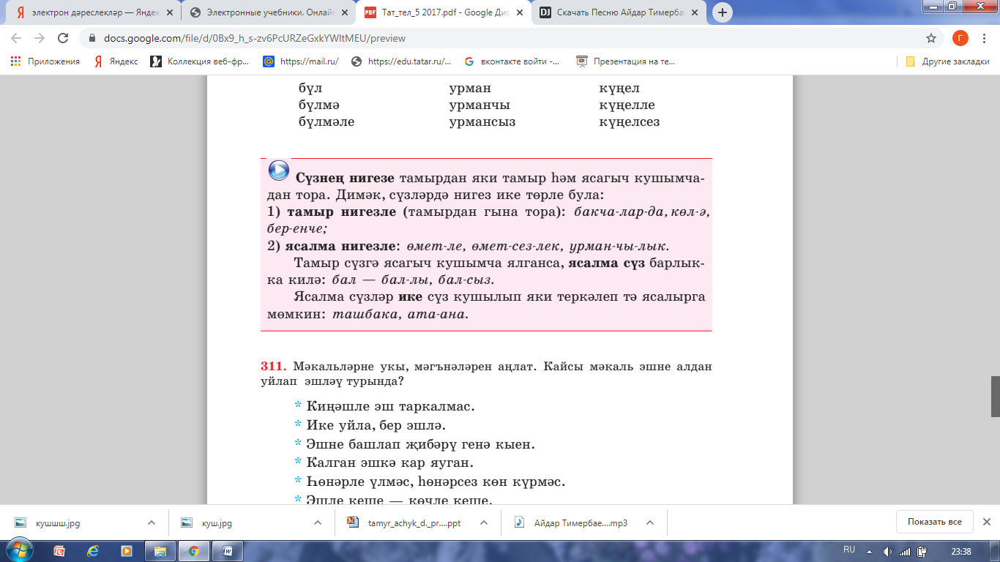 электрон дәреслекләр — Яндек
Электронные учебники. Онлайн
Тат_тел_5 2017.pdf - Google Дис
Скачать Песню Айдар Тимерба
docs.google.com/file/d/0Bx9_h_s-zv6PcURZeGxkYWltMEU/preview
Приложения Яндекс Коллекция веб-фр... https://mail.ru/ https://edu.tatar.ru/... вконтакте войти -... Презентация на те... Другие закладки
бүл урман күңел
бүлмә урманчы күңелле
бүлмәле урмансыз күңелсез
Сүзнең нигезе тамырдан яки тамыр һәм ясагыч кушымча-
дан тора. Димәк, сүзләрдә нигез ике төрле була:
1) тамыр нигезле (тамырдан гына тора): бакча-лар-да, көл-ә,
бер-енче;
2) ясалма нигезле: өмет-ле, өмет-сез-лек, урман-чы-лык.
Тамыр сүзгә ясагыч кушымча ялганса, ясалма сүз барлык-
ка килә: бал — бал-лы, бал-сыз.
Ясалма сүзләр ике сүз кушылып яки теркәлеп тә ясалырга
мөмкин: ташбака, ата-ана.
311. Мәкальләрне укы, мәгънәләрен аңлат. Кайсы мәкаль эшне алдан
уйлап эшләү турында?
* Киңәшле эш таркалмас.
* Ике уйла, бер эшлә.
* Эшне башлап җибәрү генә кыен.
* Калган эшкә кар яуган.
* Һөнәрле үлмәс, һөнәрсез көн күрмәс.
* Эшле кеше — көчле кеше.
кушшш.jpg куш.jpg tamyr_achyk_d._pr....ppt Айдар Тимербае....mp3 Показать все
RU 23:38